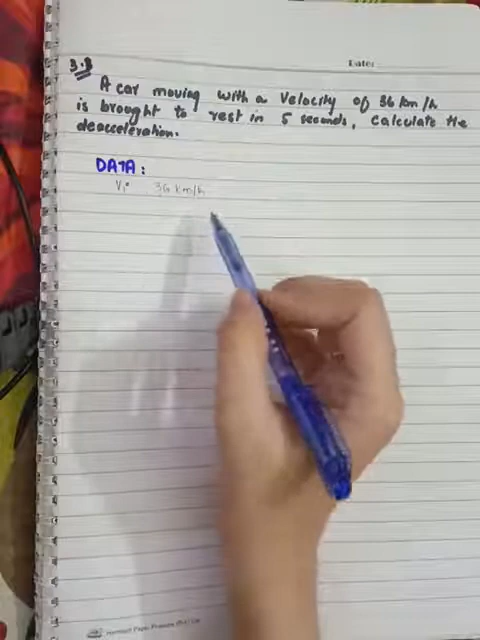 3.3
Date:
A car moving with a velocity of 36 km/h
is brought to rest in 5 seconds, calculate the
deacceleration.
DATA:
Vi= 36 km/h